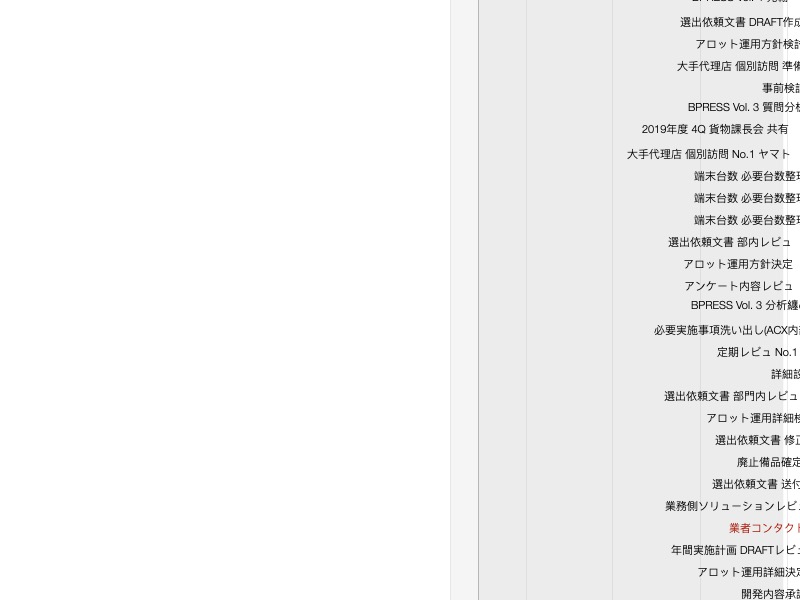 選出依頼文書 DRAFT作成
アロット運用方針検討
大手代理店 個別訪問 準備
事前検討
BPRESS Vol. 3 質問分析
2019年度 4Q 貨物課長会 共有
大手代理店 個別訪問 No.1 ヤマト
端末台数 必要台数整理
端末台数 必要台数整理
端末台数 必要台数整理
選出依頼文書 部内レビュ
アロット運用方針決定
アンケート内容レビュ
BPRESS Vol. 3 分析纏
必要実施事項洗い出し(ACX内
定期レビュ No.1
詳細設
選出依頼文書 部門内レビュ
アロット運用詳細検
選出依頼文書 修正
廃止備品確定
選出依頼文書 送付
業務側ソリューションレビュ
業者コンタクト
年間実施計画 DRAFTレビュ
アロット運用詳細決定
開発内容承認